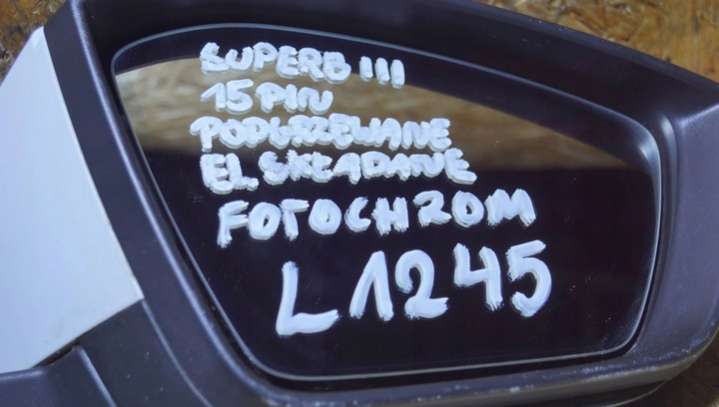 SUPERB III
15 PIN
PODGRZEWANE
EL SKŁADANE
FOTOCHROM
L1245